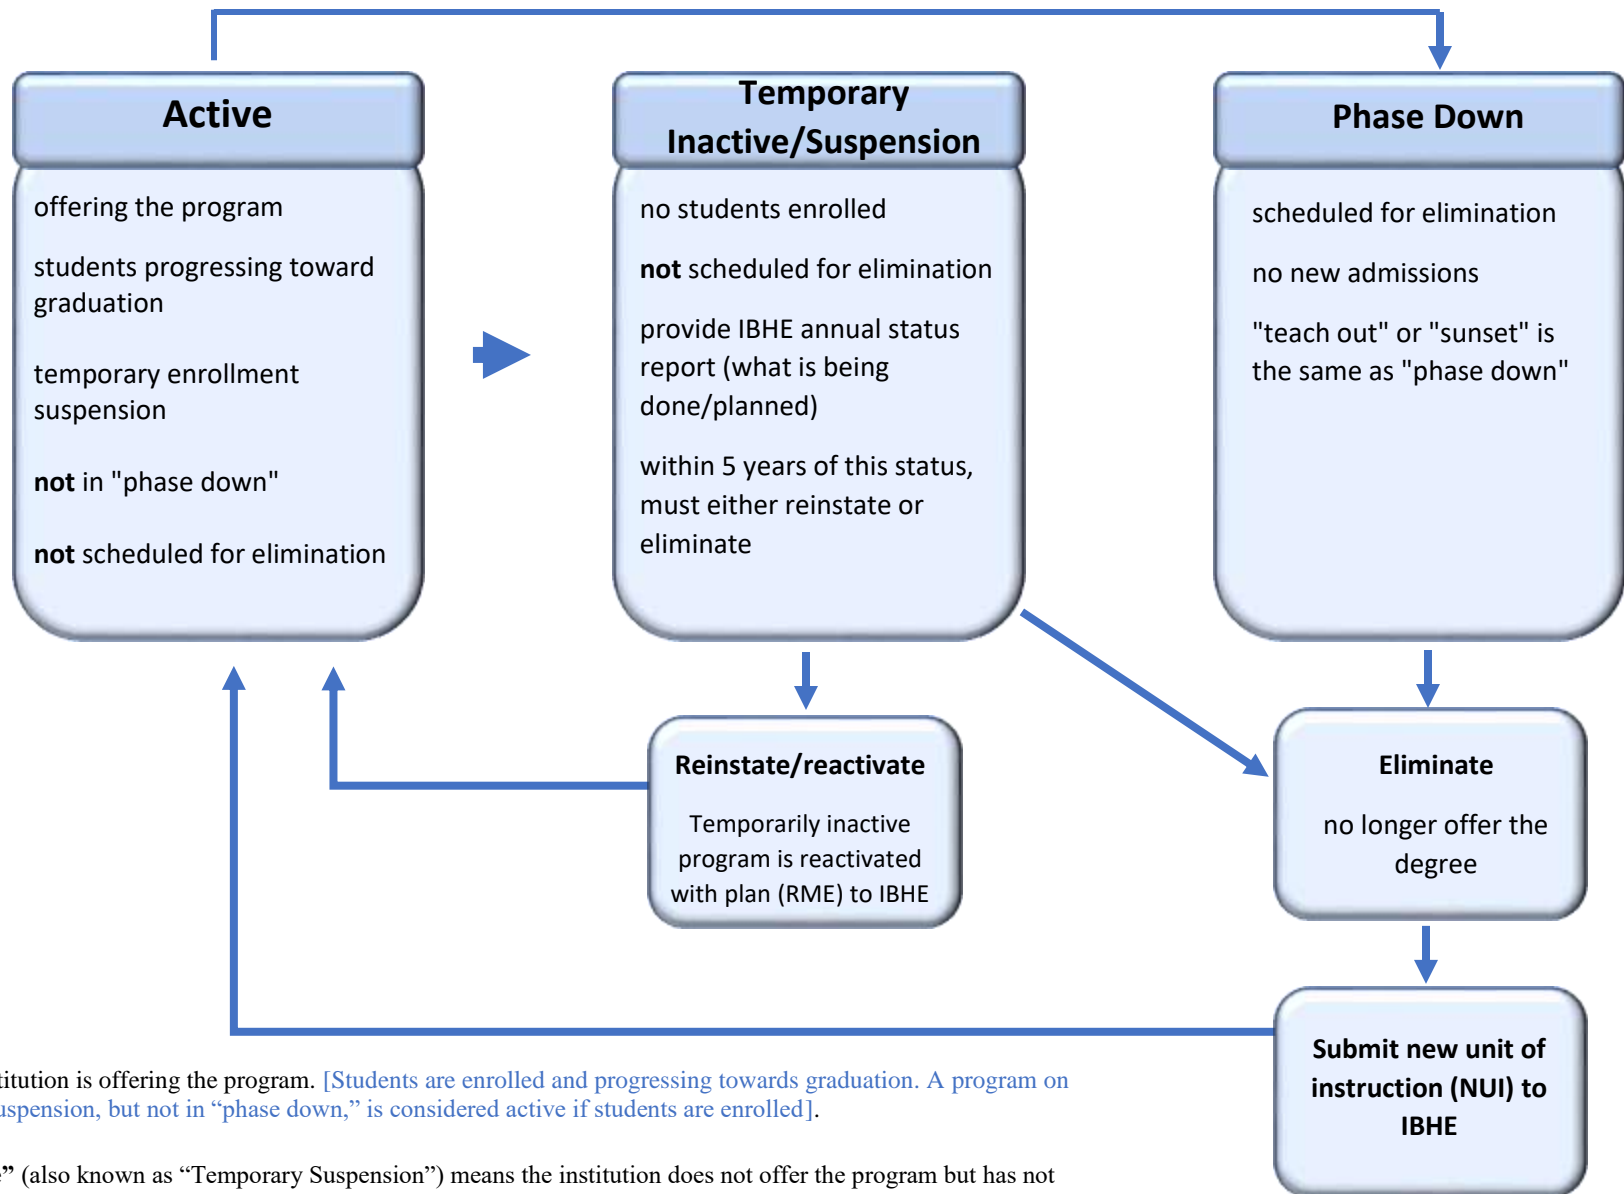 Active
offering the program
students progressing toward
graduation
temporary enrollment
suspension
not in "phase down"
not scheduled for elimination
Temporary
Inactive/Suspension
no students enrolled
not scheduled for elimination
provide IBHE annual status
report (what is being
done/planned)
within 5 years of this status,
must either reinstate or
eliminate
Phase Down
scheduled for elimination
no new admissions
"teach out" or "sunset" is
the same as "phase down"
Reinstate/reactivate
Temporarily inactive
program is reactivated
with plan (RME) to IBHE
Eliminate
no longer offer the
degree
Submit new unit of
instruction (NUI) to
IBHE
is offering the program. [Students are enrolled and progressing towards graduation. A program on
but not in “phase down,” is considered active if students are enrolled].
(also known as “Temporary Suspension”) means the institution does not offer the program but has not